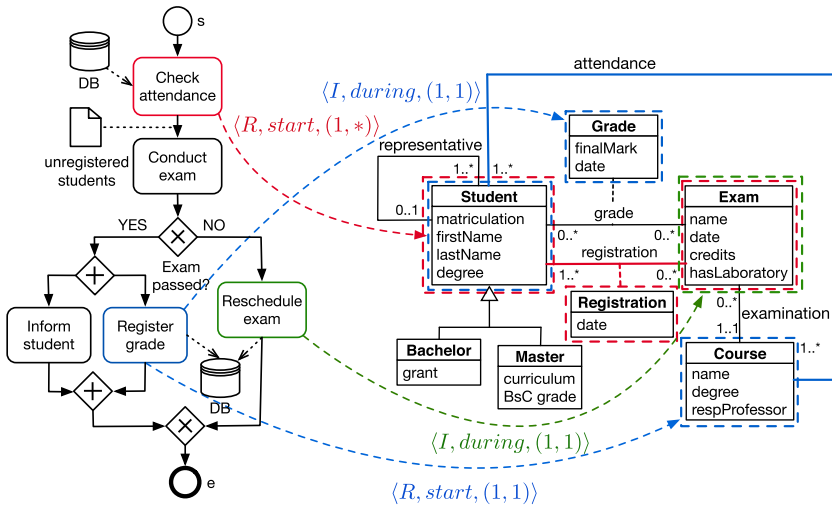 s
DB
Check
attendance
unregistered
students
Conduct
exam
YES
NO
Exam
passed?
Inform
student
Register
grade
Reschedule
exam
DB
e
⟨I, during, (1, 1)⟩
⟨R, start, (1, *)⟩
attendance
representative
1..*
1..*
0..1
Student
matriculation
firstName
lastName
degree
Grade
finalMark
date
grade
0..*
0..*
registration
1..*
0..*
Exam
name
date
credits
hasLaboratory
Registration
date
0..*
examination
1..1
1..*
Bachelor
grant
Master
curriculum
BsC grade
Course
name
degree
respProfessor
⟨I, during, (1, 1)⟩
⟨R, start, (1, 1)⟩